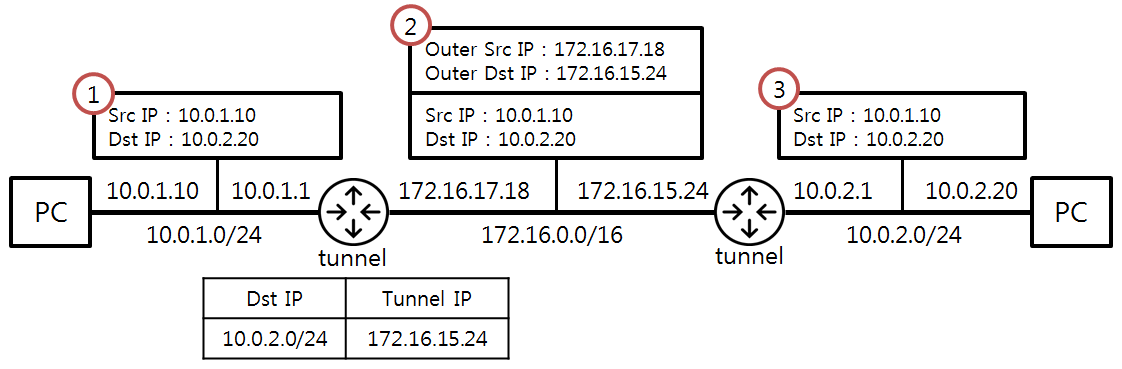 1
Src IP : 10.0.1.10
Dst IP : 10.0.2.20
2
Outer Src IP : 172.16.17.18
Outer Dst IP : 172.16.15.24
Src IP : 10.0.1.10
Dst IP : 10.0.2.20
3
Src IP : 10.0.1.10
Dst IP : 10.0.2.20
PC
10.0.1.10
10.0.1.1
10.0.1.0/24
tunnel
172.16.17.18
172.16.15.24
172.16.0.0/16
tunnel
10.0.2.1
10.0.2.20
10.0.2.0/24
PC
Dst IP
Tunnel IP
10.0.2.0/24
172.16.15.24